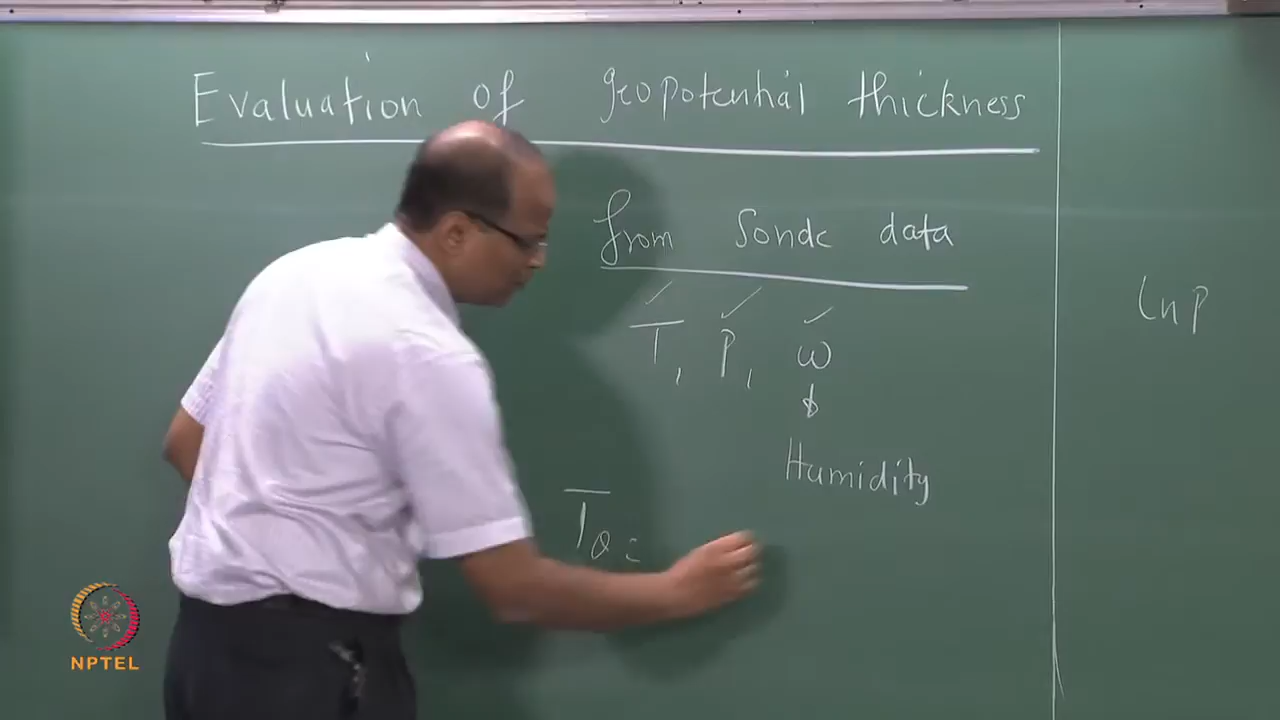 Evaluation of geopotential thickness
from Sonde data
T, P, ω
Humidity
ln P
NPTEL